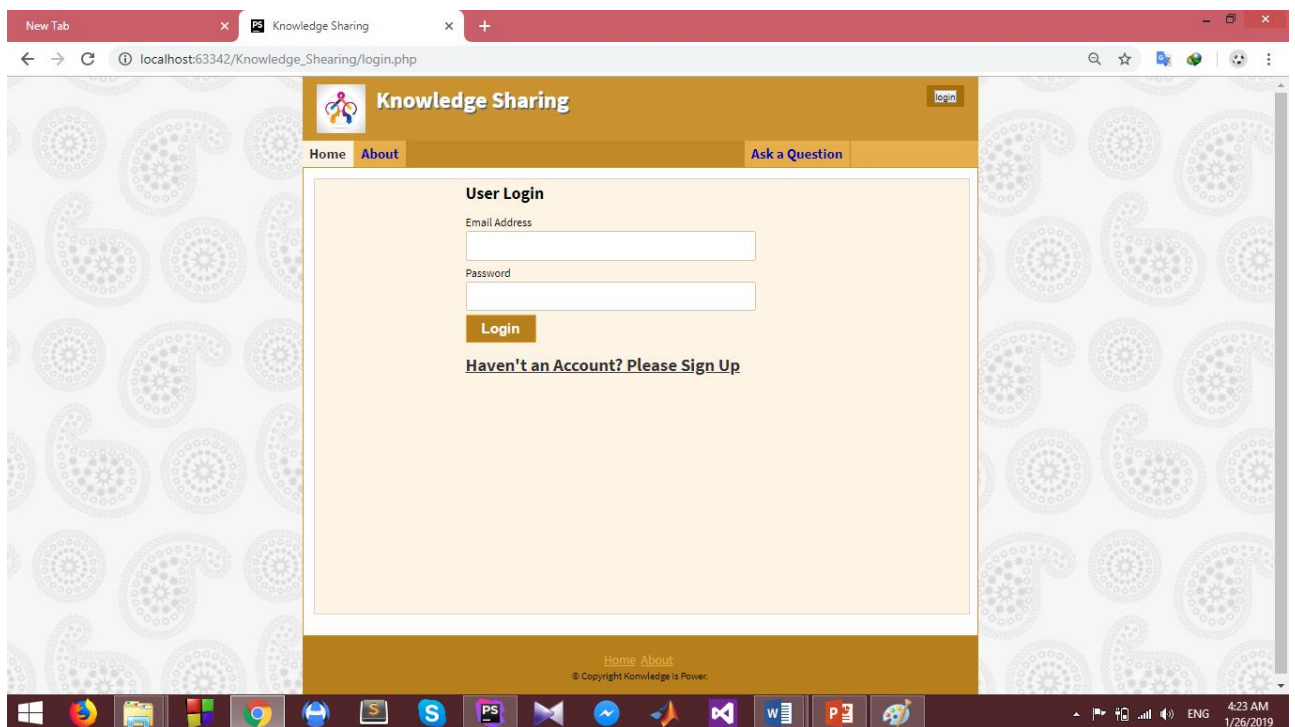 New Tab
Knowledge Sharing
localhost:63342/Knowledge_Shearing/login.php
Knowledge Sharing
login
Home About Ask a Question
User Login
Email Address
Password
Login
Haven't an Account? Please Sign Up
Home About
© Copyright Konwledge Is Power.
ENG
4:23 AM
1/26/2019